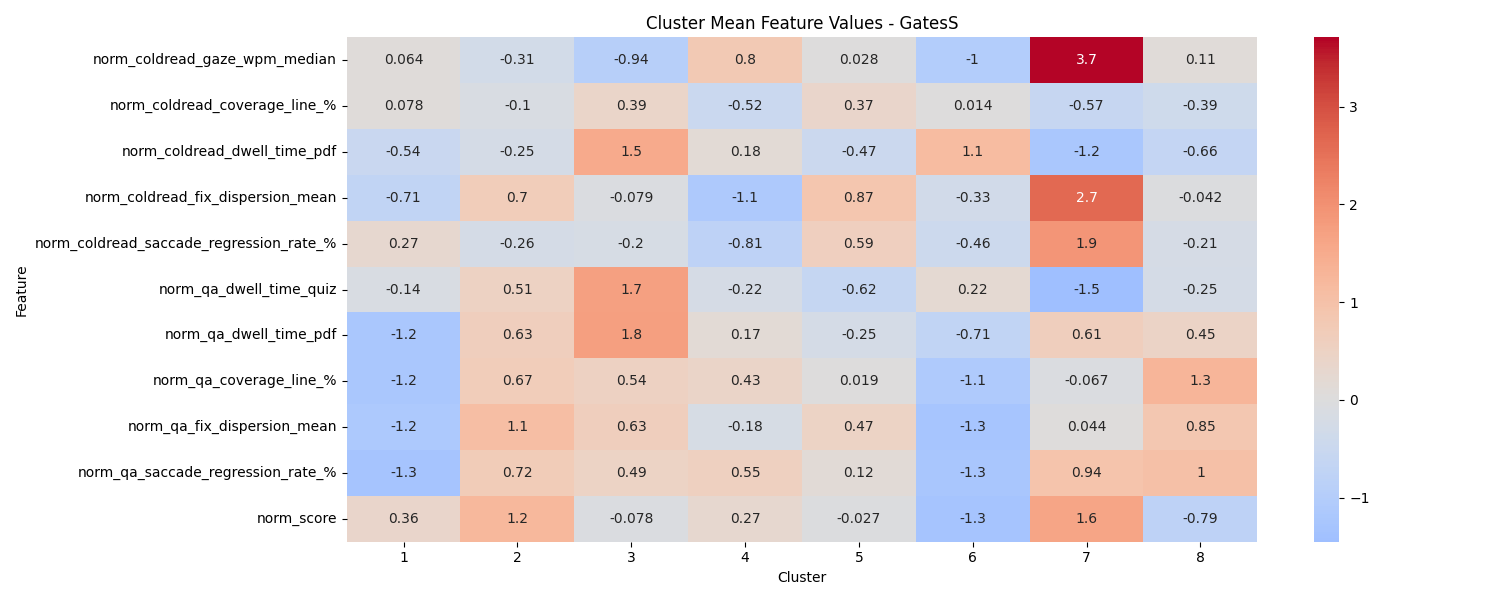 Cluster Mean Feature Values - GatesS
norm_coldread_gaze_wpm_median 0.064 -0.31 -0.94 0.8 0.028 -1 3.7 0.11
norm_coldread_coverage_line_% 0.078 -0.1 0.39 -0.52 0.37 0.014 -0.57 -0.39
norm_coldread_dwell_time_pdf -0.54 -0.25 1.5 0.18 -0.47 1.1 -1.2 -0.66
norm_coldread_fix_dispersion_mean -0.71 0.7 -0.079 -1.1 0.87 -0.33 2.7 -0.042
norm_coldread_saccade_regression_rate_% 0.27 -0.26 -0.2 -0.81 0.59 -0.46 1.9 -0.21
norm_qa_dwell_time_quiz -0.14 0.51 1.7 -0.22 -0.62 0.22 -1.5 -0.25
norm_qa_dwell_time_pdf -1.2 0.63 1.8 0.17 -0.25 -0.71 0.61 0.45
norm_qa_coverage_line_% -1.2 0.67 0.54 0.43 0.019 -1.1 -0.067 1.3
norm_qa_fix_dispersion_mean -1.2 1.1 0.63 -0.18 0.47 -1.3 0.044 0.85
norm_qa_saccade_regression_rate_% -1.3 0.72 0.49 0.55 0.12 -1.3 0.94 1
norm_score 0.36 1.2 -0.078 0.27 -0.027 -1.3 1.6 -0.79
1 2 3 4 5 6 7 8
Cluster
Feature
3
2
1
0
−1